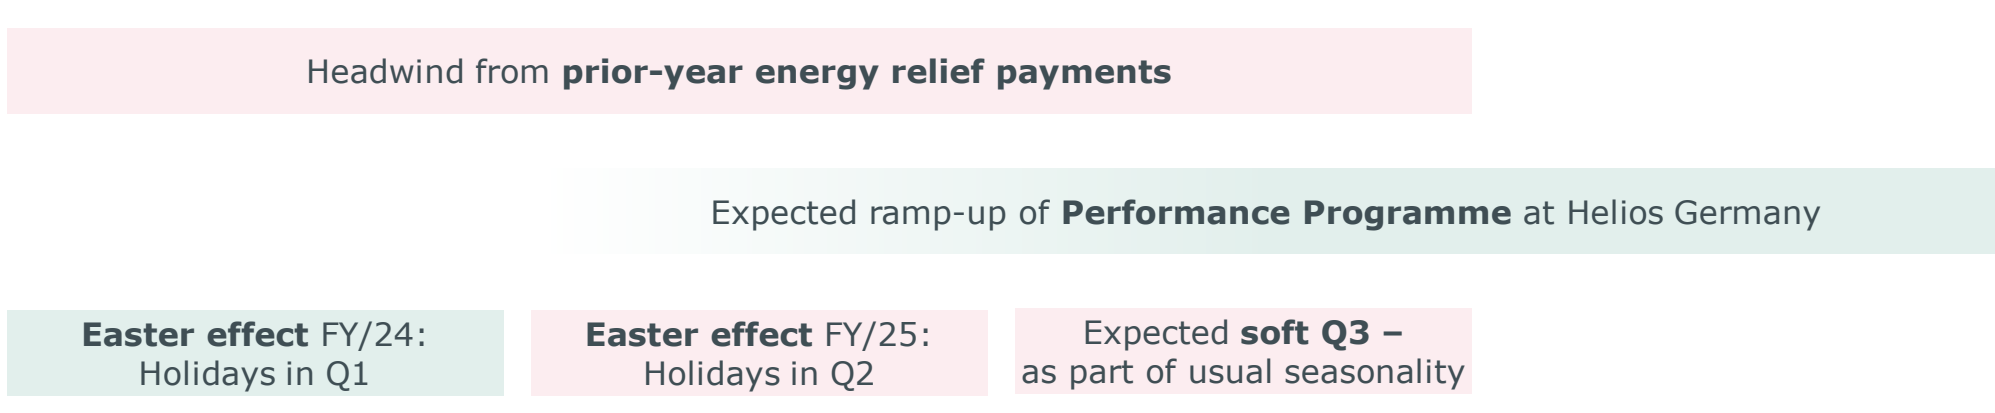 Headwind from prior-year energy relief payments
Expected ramp-up of Performance Programme at Helios Germany
Easter effect FY/24:
Holidays in Q1
Easter effect FY/25:
Holidays in Q2
Expected soft Q3 –
as part of usual seasonality